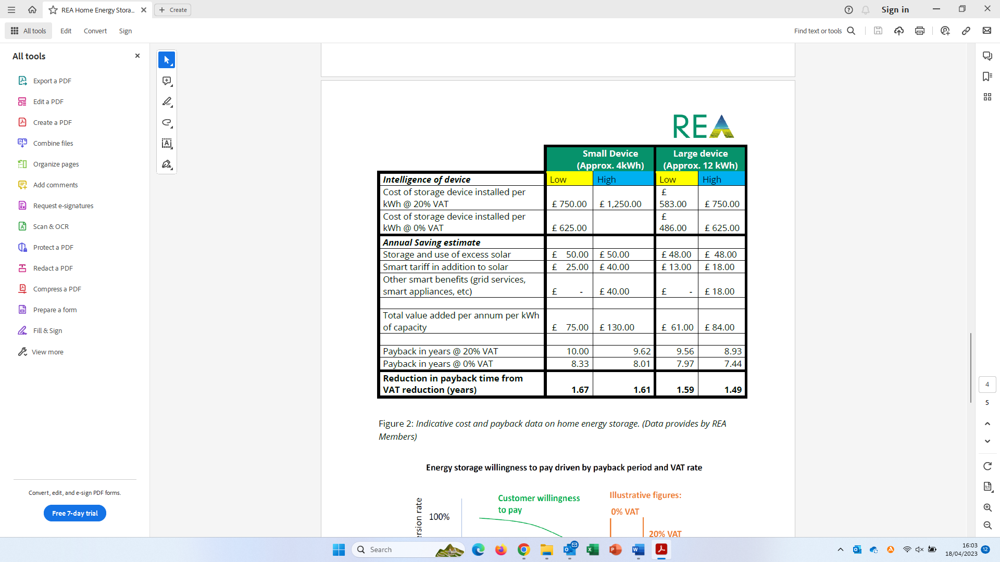 REA Home Energy Stora...
Create
Sign in
All tools
Edit
Convert
Sign
Find text or tools
All tools
Export a PDF
Edit a PDF
Create a PDF
Combine files
Organize pages
Add comments
Request e-signatures
Scan & OCR
Protect a PDF
Redact a PDF
Compress a PDF
Prepare a form
Fill & Sign
View more
Convert, edit, and e-sign PDF forms.
Free 7-day trial
REA
Small Device Large device
(Approx. 4kWh) (Approx. 12 kWh)
Intelligence of device Low High Low High
Cost of storage device installed per £
kWh @ 20% VAT £ 750.00 £ 1,250.00 583.00 £ 750.00
Cost of storage device installed per £
kWh @ 0% VAT £ 625.00 486.00 £ 625.00
Annual Saving estimate
Storage and use of excess solar £ 50.00 £ 50.00 £ 48.00 £ 48.00
Smart tariff in addition to solar £ 25.00 £ 40.00 £ 13.00 £ 18.00
Other smart benefits (grid services,
smart appliances, etc) £ - £ 40.00 £ - £ 18.00
Total value added per annum per kWh
of capacity £ 75.00 £ 130.00 £ 61.00 £ 84.00
Payback in years @ 20% VAT 10.00 9.62 9.56 8.93
Payback in years @ 0% VAT 8.33 8.01 7.97 7.44
Reduction in payback time from
VAT reduction (years) 1.67 1.61 1.59 1.49
Figure 2: Indicative cost and payback data on home energy storage. (Data provides by REA
Members)
Energy storage willingness to pay driven by payback period and VAT rate
Customer willingness
to pay
Illustrative figures:
0% VAT
20% VAT
100%
ersion rate
4
5
Search
16:03
18/04/2023
12